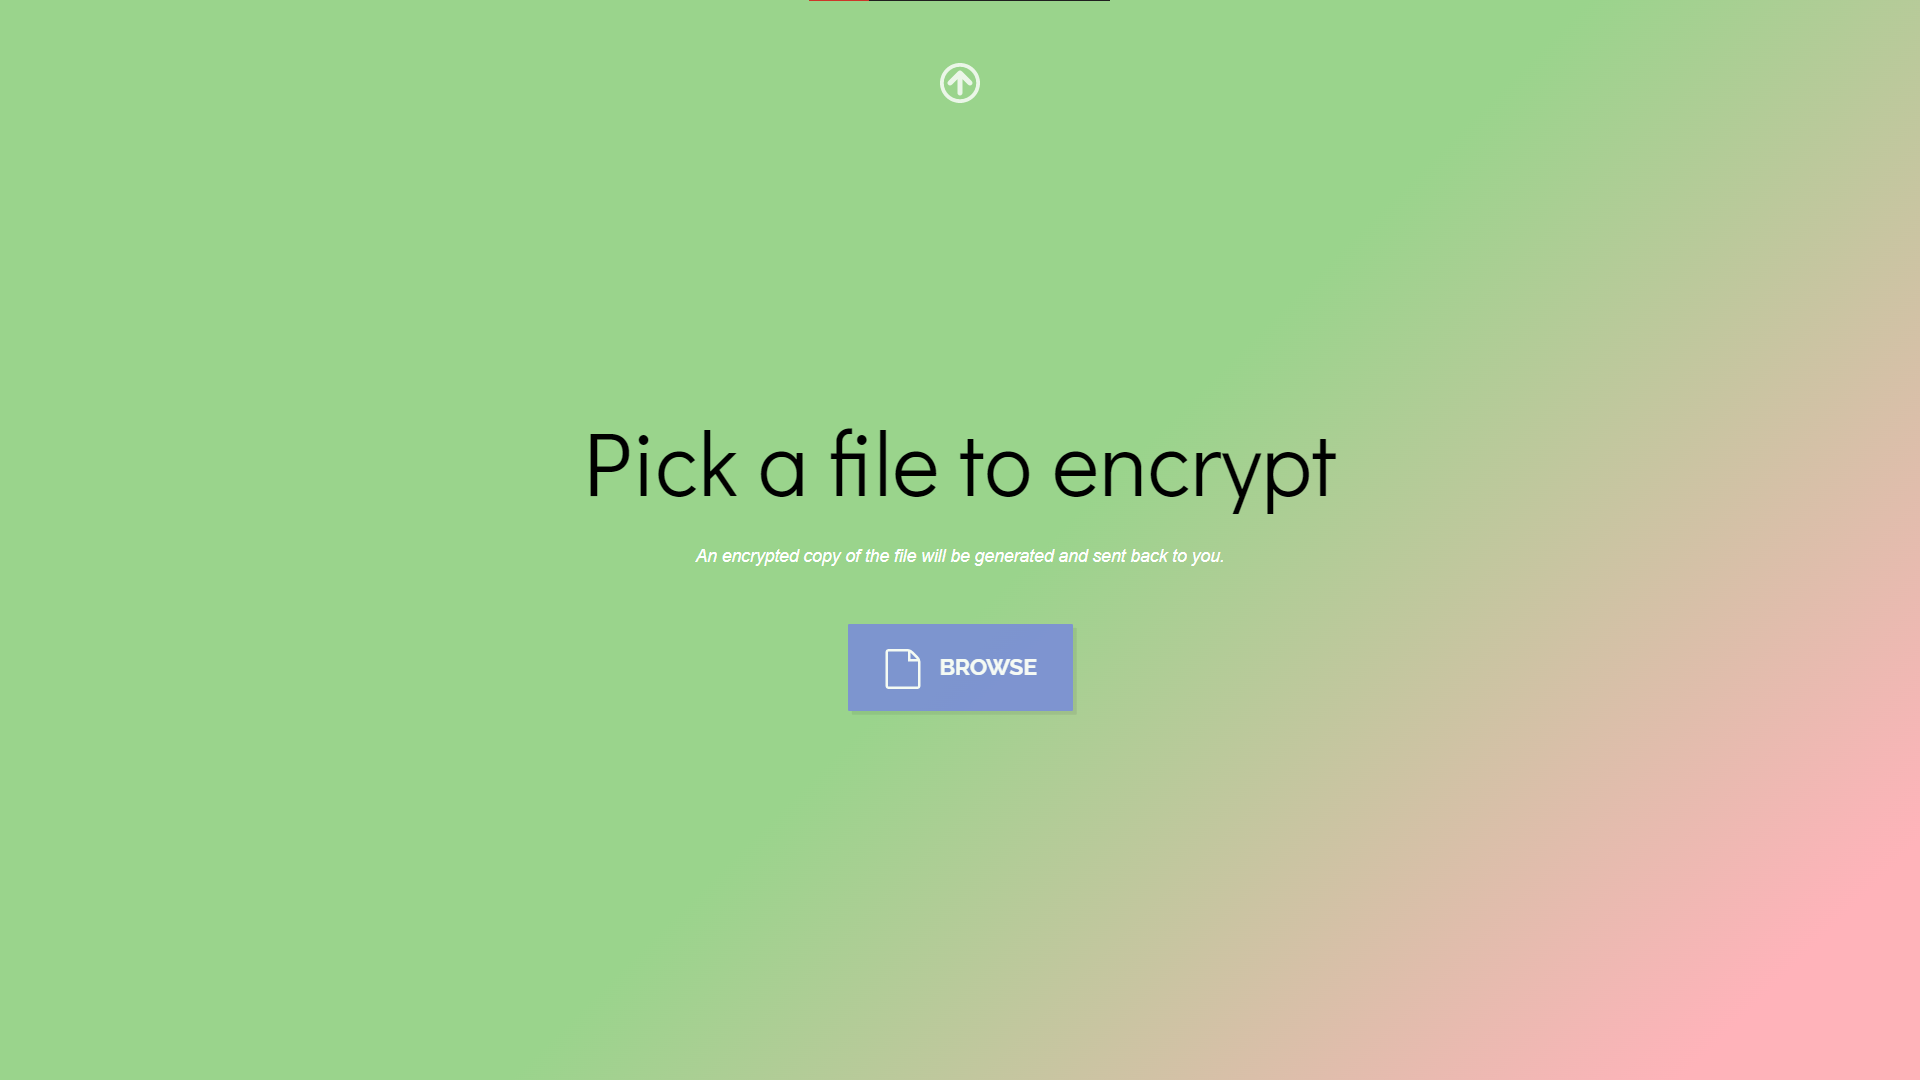 Pick a file to encrypt
An encrypted copy of the file will be generated and sent back to you.
BROWSE